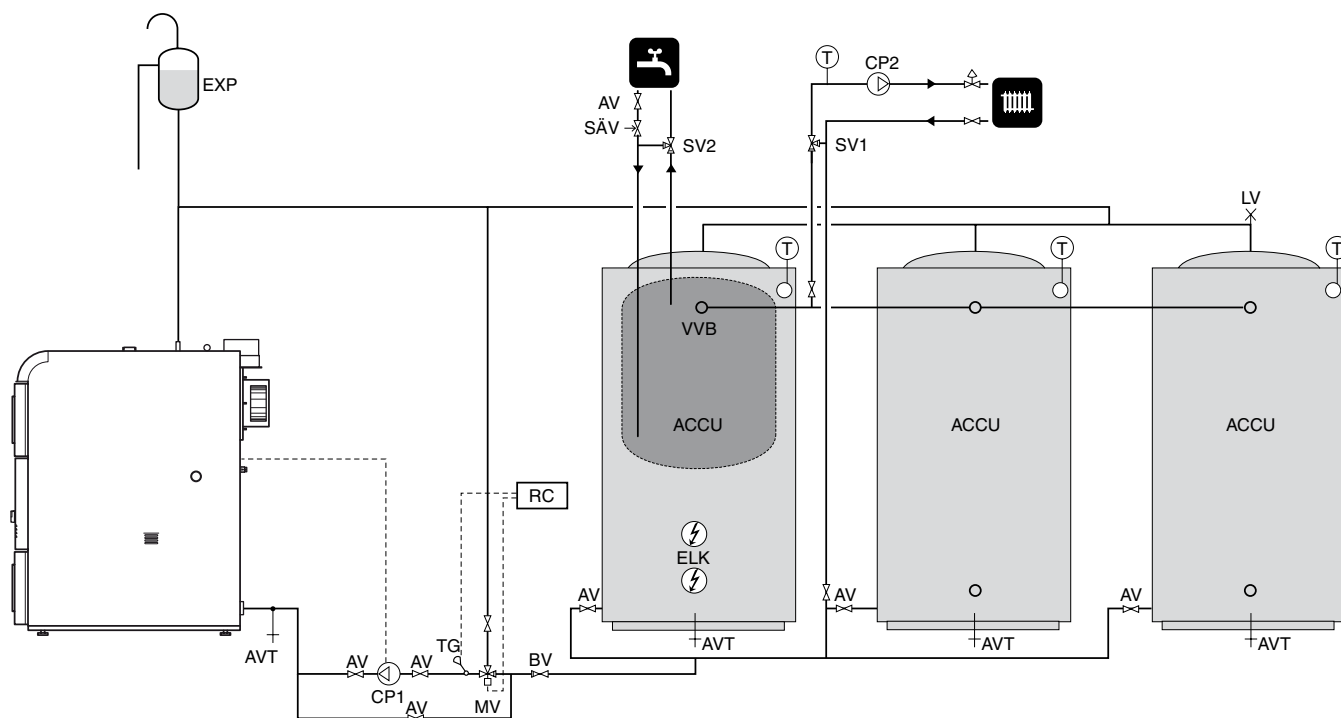 EXP
T
CP2
AV
SÄV
SV2
SV1
LV
T
T
T
VVB
ACCU
ACCU
ACCU
RC
ELK
AV
AV
AV
AVT
AVT
AVT
AVT
TG
BV
AV
AV
CP1
MV
AV